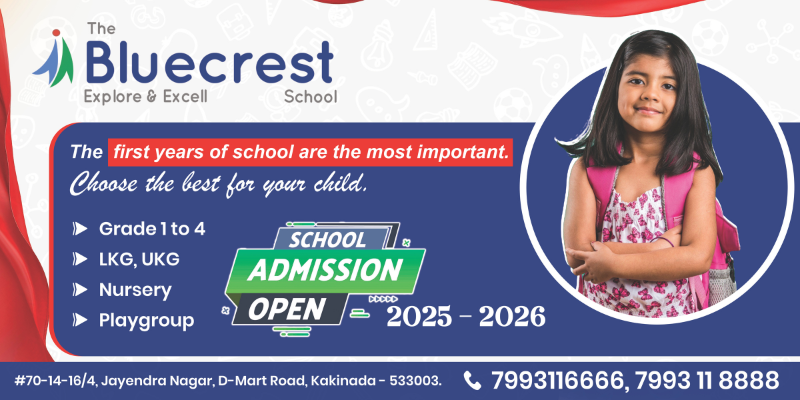 The
Bluecrest
Explore & Excell School
The first years of school are the most important.
Choose the best for your child.
Grade 1 to 4
LKG, UKG
Nursery
Playgroup
SCHOOL
ADMISSION
OPEN
2025 – 2026
#70-14-16/4, Jayendra Nagar, D-Mart Road, Kakinada - 533003.
7993116666, 7993 11 8888